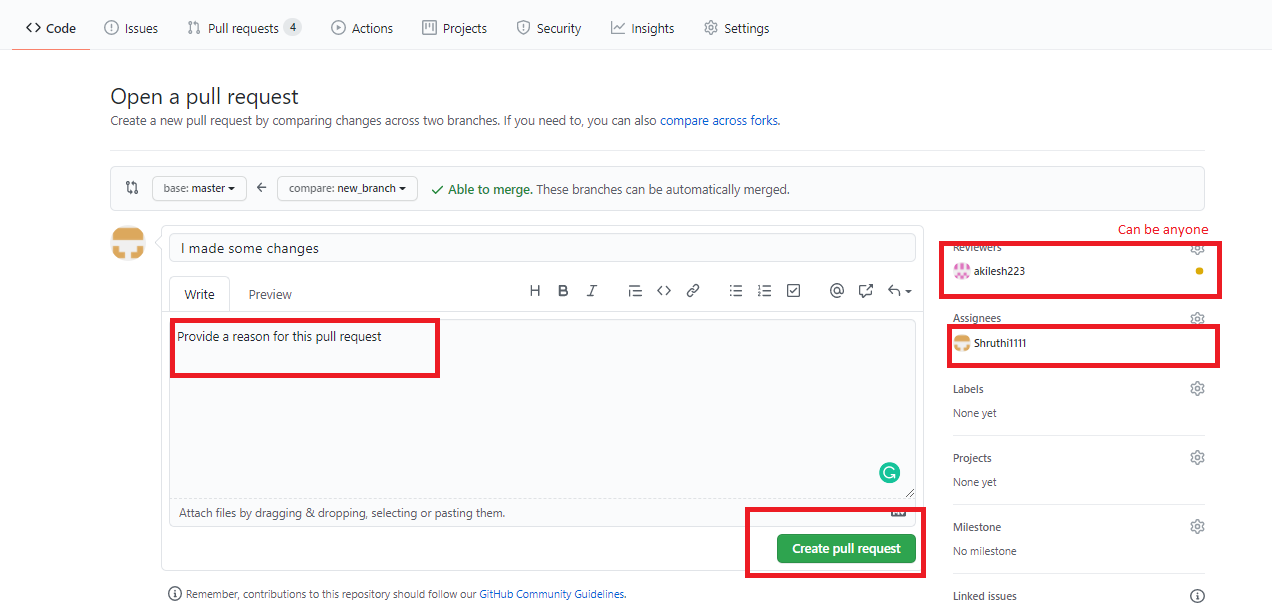 Code Issues Pull requests 4 Actions Projects Security Insights Settings
Open a pull request
Create a new pull request by comparing changes across two branches. If you need to, you can also compare across forks.
base: master compare: new_branch Able to merge. These branches can be automatically merged.
Can be anyone
I made some changes
Reviewers
akilesh223
Write Preview H B I
Assignees
Provide a reason for this pull request
Shruthi1111
Labels
None yet
Projects
None yet
Attach files by dragging & dropping, selecting or pasting them.
Milestone
Create pull request
No milestone
Remember, contributions to this repository should follow our GitHub Community Guidelines.
Linked issues